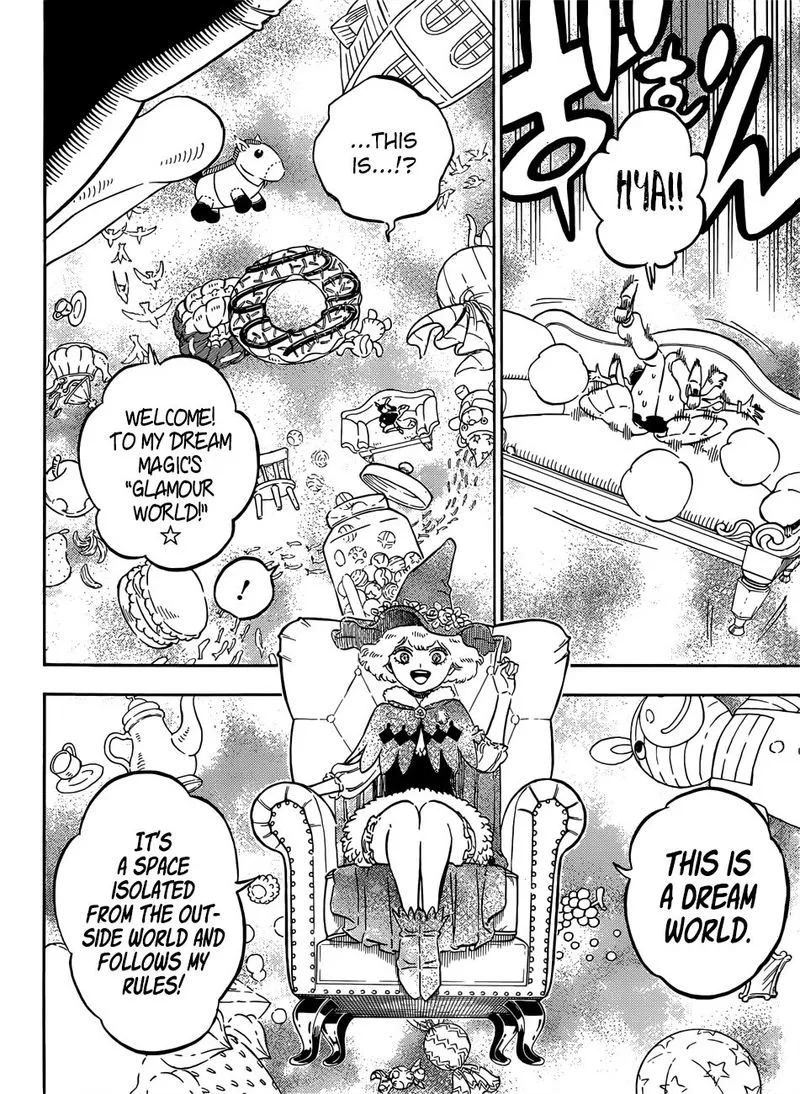 HYA!!
...THIS
IS...!?
WELCOME!
TO MY DREAM
MAGIC'S
"GLAMOUR
WORLD!"
☆
!
THIS IS
A DREAM
WORLD.
IT'S
A SPACE
ISOLATED
FROM THE OUT-
SIDE WORLD AND
FOLLOWS MY
RULES!